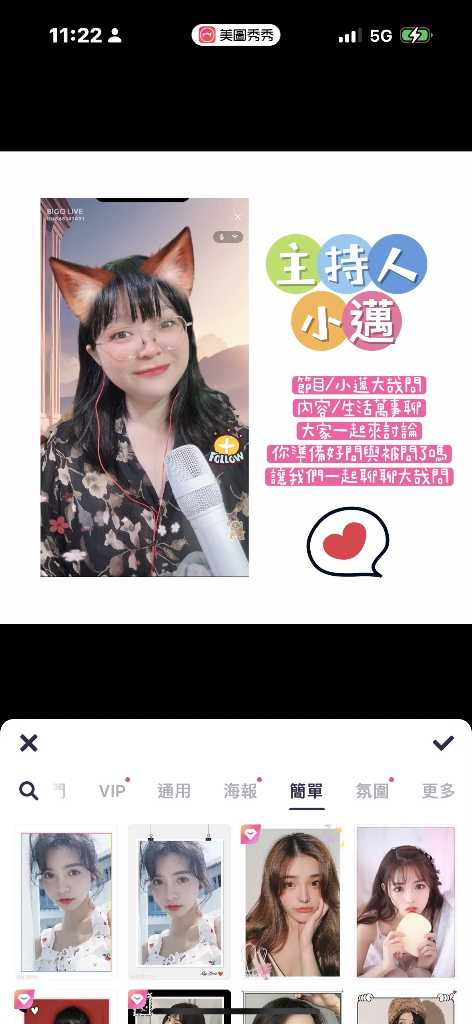 11:22
美圖秀秀
5G
BIGO LIVE
主持人
小邁
節目/小邁大哉問
內容/生活萬事聊
大家一起來討論
你準備好問與被問了嗎
讓我們一起聊聊大哉問
FOLLOW
VIP
通用
海報
簡單
氛圍
更多